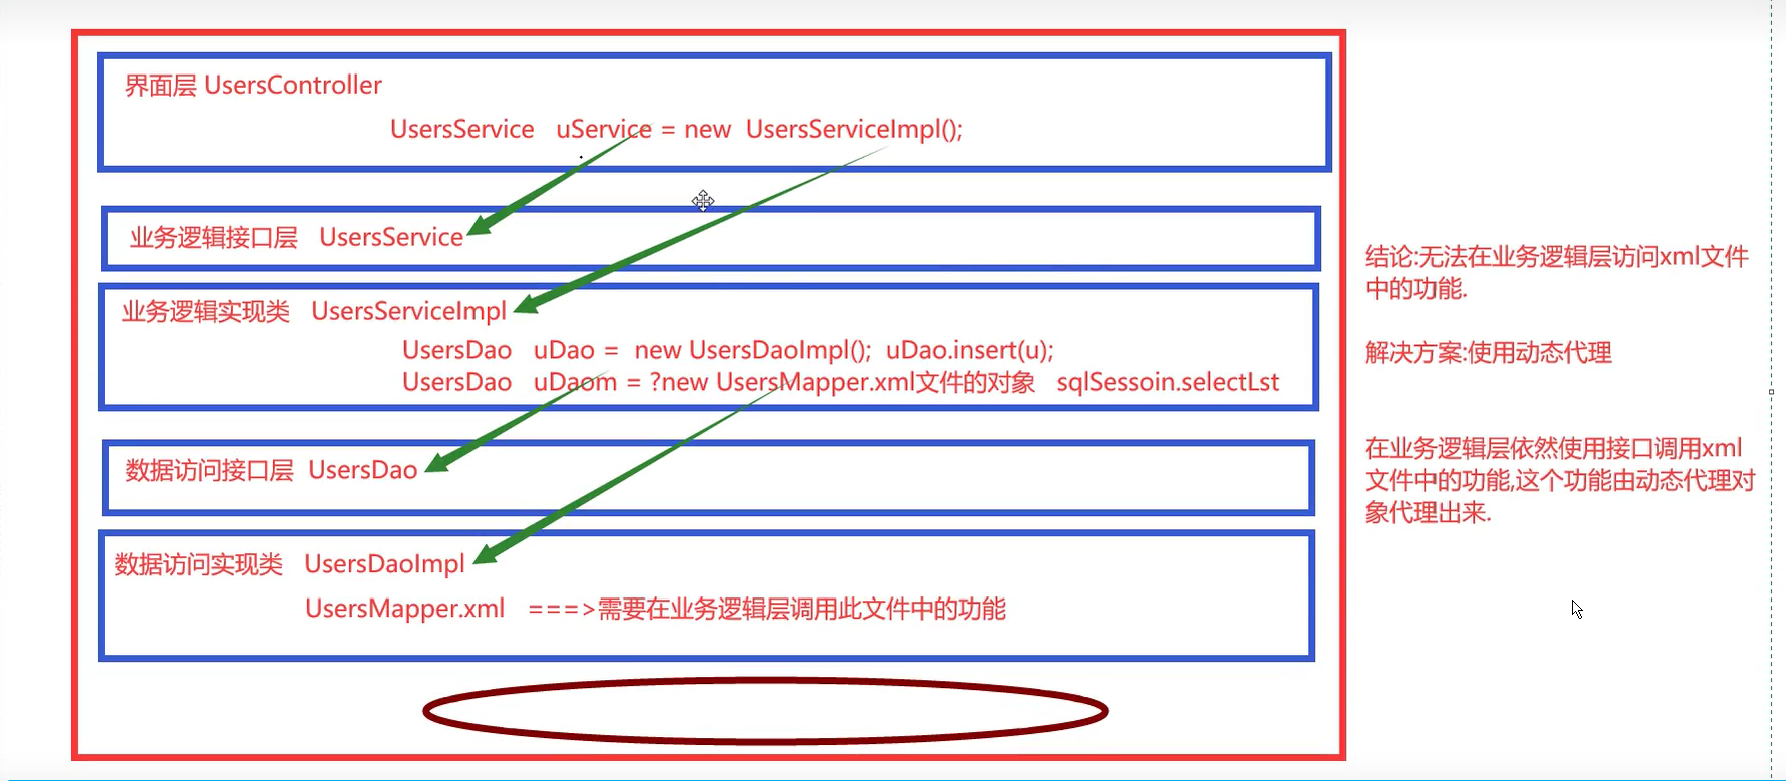 界面层 UsersController
UsersService uService = new UsersServiceImpl();
业务逻辑接口层 UsersService
业务逻辑实现类 UsersServiceImpl
UsersDao uDao = new UsersDaoImpl(); uDao.insert(u);
UsersDao uDaom = ?new UsersMapper.xml文件的对象 sqlSessoin.selectLst
数据访问接口层 UsersDao
数据访问实现类 UsersDaoImpl
UsersMapper.xml ===>需要在业务逻辑层调用此文件中的功能
结论:无法在业务逻辑层访问xml文件
中的功能.
解决方案:使用动态代理
在业务逻辑层依然使用接口调用xml
文件中的功能,这个功能由动态代理对
象代理出来.